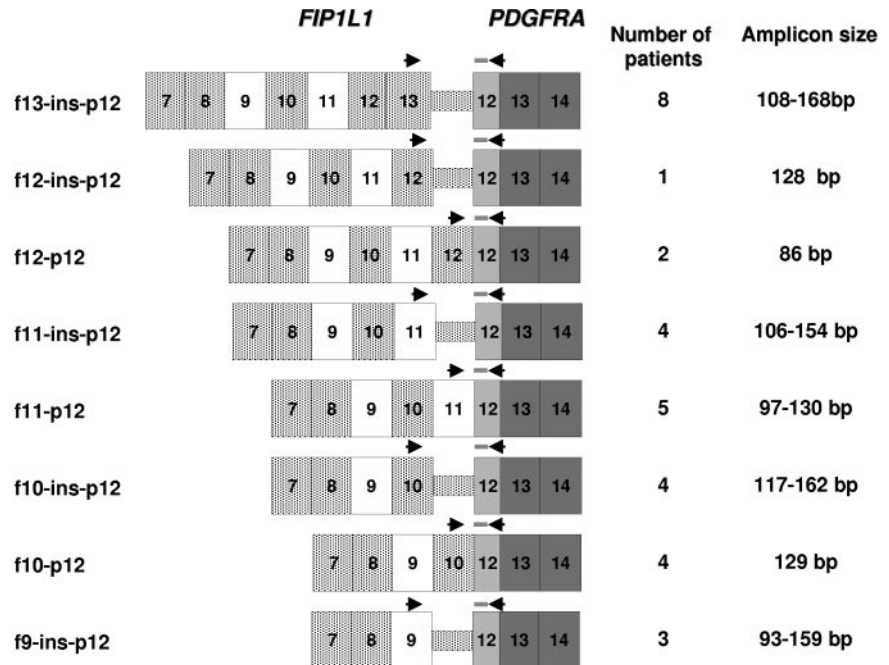 FIP1L1 PDGFRA Number of patients Amplicon size
f13-ins-p12 7 8 9 10 11 12 13 12 13 14 8 108-168bp
f12-ins-p12 7 8 9 10 11 12 12 13 14 1 128 bp
f12-p12 7 8 9 10 11 12 12 13 14 2 86 bp
f11-ins-p12 7 8 9 10 11 12 13 14 4 106-154 bp
f11-p12 7 8 9 10 11 12 13 14 5 97-130 bp
f10-ins-p12 7 8 9 10 12 13 14 4 117-162 bp
f10-p12 7 8 9 10 12 13 14 4 129 bp
f9-ins-p12 7 8 9 12 13 14 3 93-159 bp